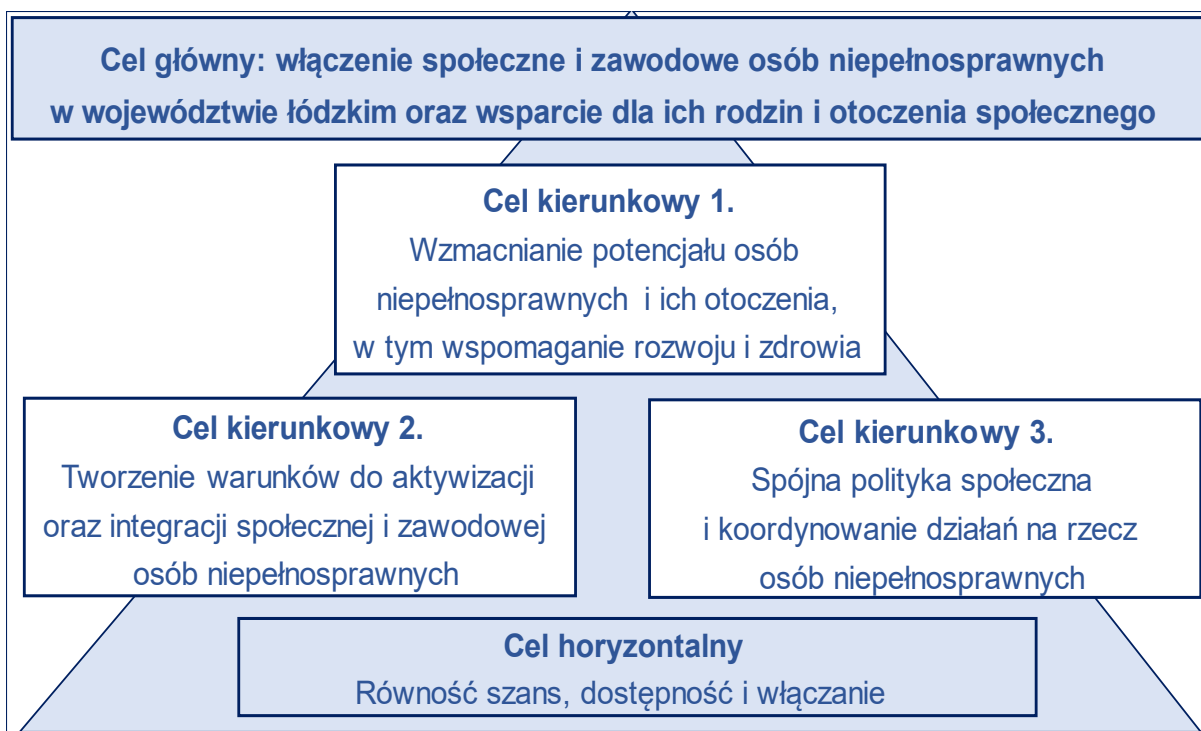 Cel główny: włączenie społeczne i zawodowe osób niepełnosprawnych
w województwie łódzkim oraz wsparcie dla ich rodzin i otoczenia społecznego
Cel kierunkowy 1.
Wzmacnianie potencjału osób
niepełnosprawnych i ich otoczenia,
w tym wspomaganie rozwoju i zdrowia
Cel kierunkowy 2.
Tworzenie warunków do aktywizacji
oraz integracji społecznej i zawodowej
osób niepełnosprawnych
Cel kierunkowy 3.
Spójna polityka społeczna
i koordynowanie działań na rzecz
osób niepełnosprawnych
Cel horyzontalny
Równość szans, dostępność i włączanie